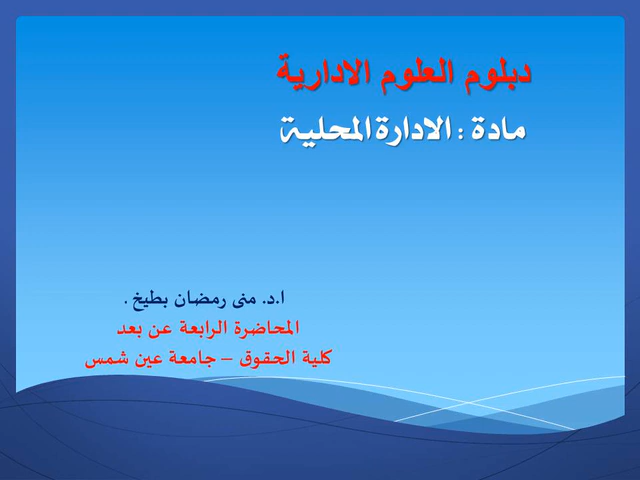 دبلوم العلوم الادارية
مادة : الادارة المحلية
ا.د. منى رمضان بطيخ .
المحاضرة الرابعة عن بعد
كلية الحقوق – جامعة عين شمس